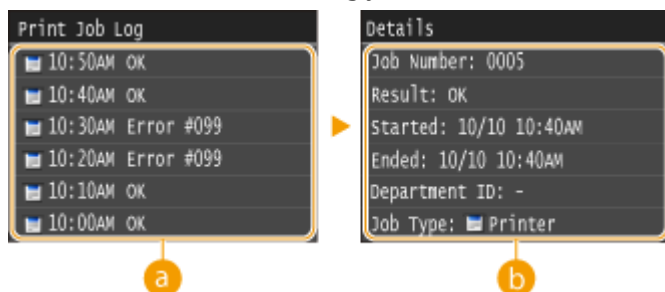 Print Job Log
10:50AM OK
10:40AM OK
10:30AM Error #099
10:20AM Error #099
10:10AM OK
10:00AM OK
a
Details
Job Number: 0005
Result: OK
Started: 10/10 10:40AM
Ended: 10/10 10:40AM
Department ID: -
Job Type: Printer
b